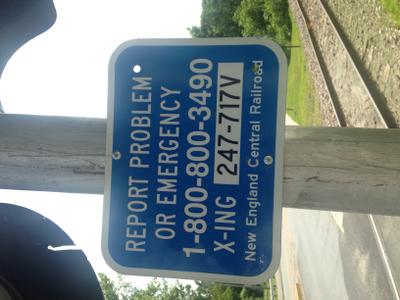 REPORT PROBLEM
OR EMERGENCY
1-800-800-3490
X-ING 247-717V
New England Central Railroad